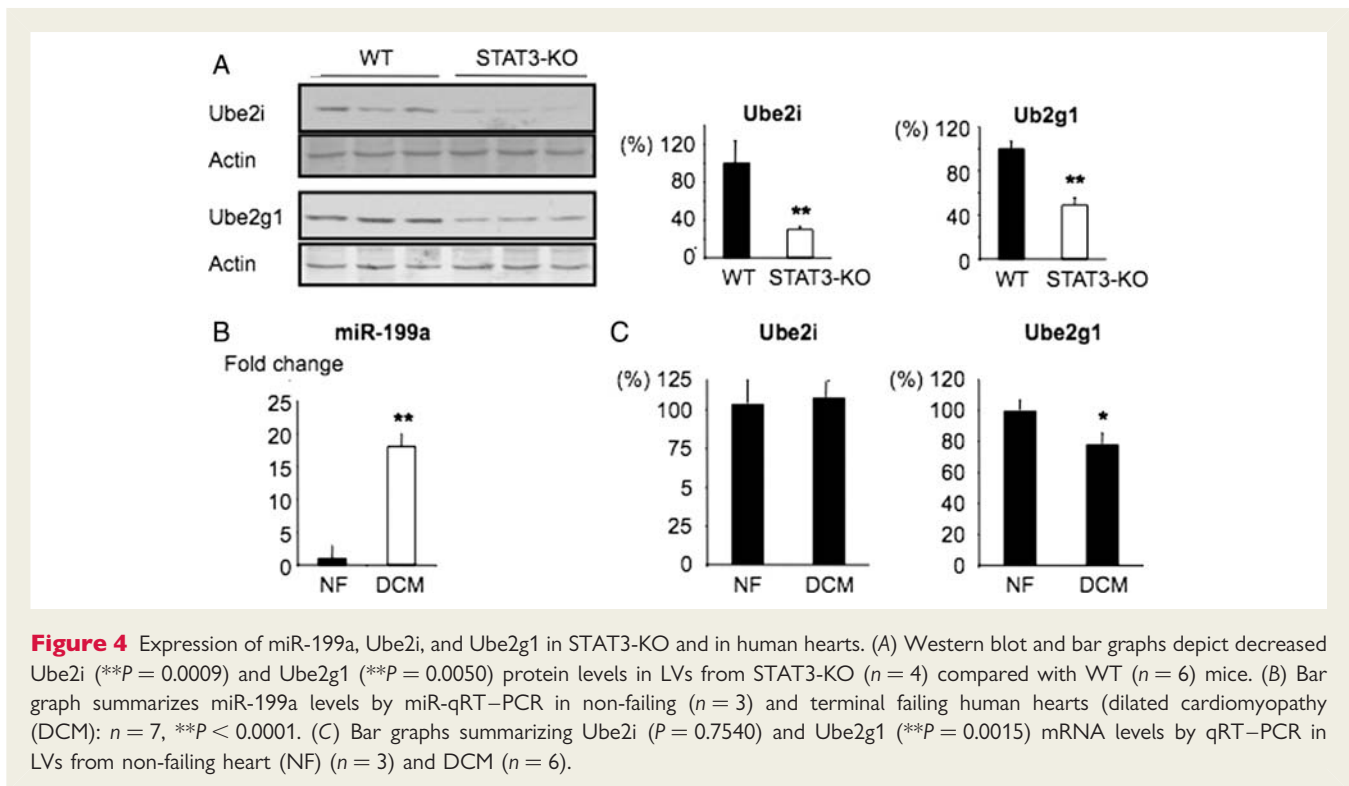 A
WT STAT3-KO
Ube2i
Actin
Ube2g1
Actin
Ube2i
(%) 120
80
40
0
**
WT STAT3-KO
Ub2g1
(%) 120
80
40
0
**
WT STAT3-KO
B miR-199a
Fold change
25
20
15
10
5
0
**
NF DCM
C Ube2i
(%) 125
100
75
5
25
0
NF DCM
Ube2g1
(%) 120
100
80
60
40
20
0
*
NF DCM
Figure 4 Expression of miR-199a, Ube2i, and Ube2g1 in STAT3-KO and in human hearts. (A) Western blot and bar graphs depict decreased
Ube2i (**P = 0.0009) and Ube2g1 (**P = 0.0050) protein levels in LVs from STAT3-KO (n = 4) compared with WT (n = 6) mice. (B) Bar
graph summarizes miR-199a levels by miR-qRT–PCR in non-failing (n = 3) and terminal failing human hearts (dilated cardiomyopathy
(DCM): n = 7, **P < 0.0001. (C) Bar graphs summarizing Ube2i (P = 0.7540) and Ube2g1 (**P = 0.0015) mRNA levels by qRT–PCR in
LVs from non-failing heart (NF) (n = 3) and DCM (n = 6).